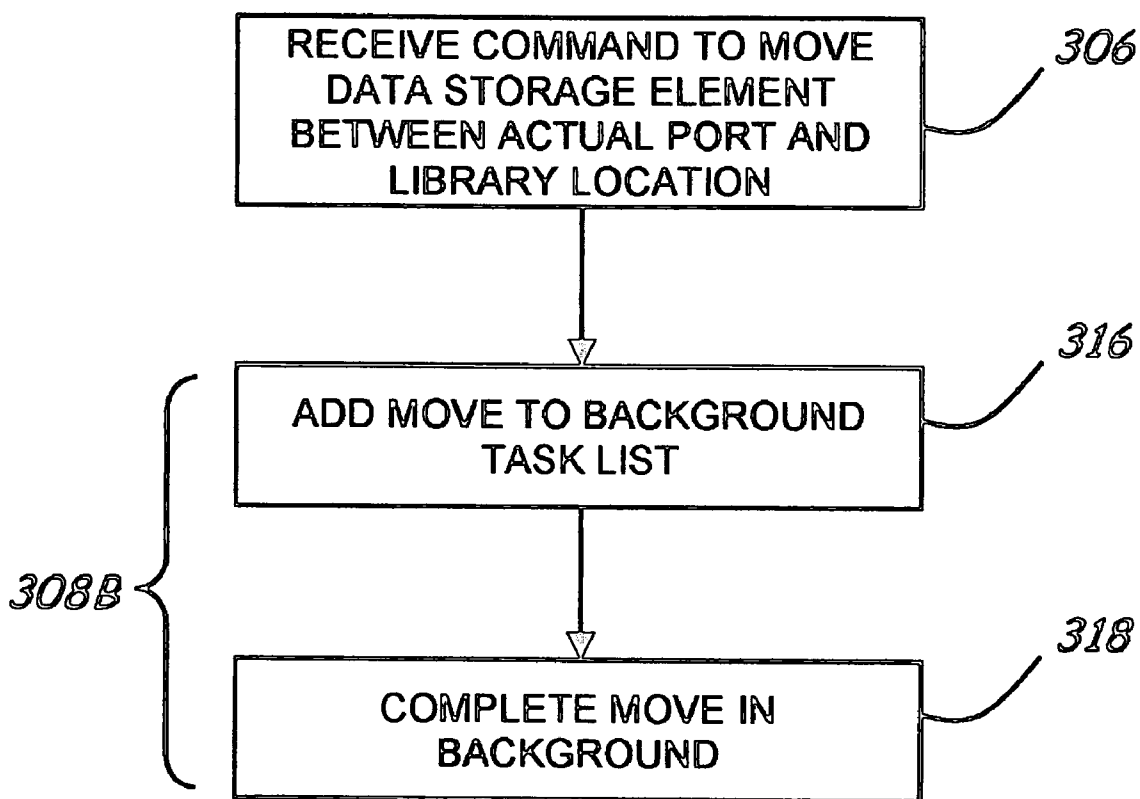 RECEIVE COMMAND TO MOVE
DATA STORAGE ELEMENT
BETWEEN ACTUAL PORT AND
LIBRARY LOCATION
306
ADD MOVE TO BACKGROUND
TASK LIST
316
308B
COMPLETE MOVE IN
BACKGROUND
318